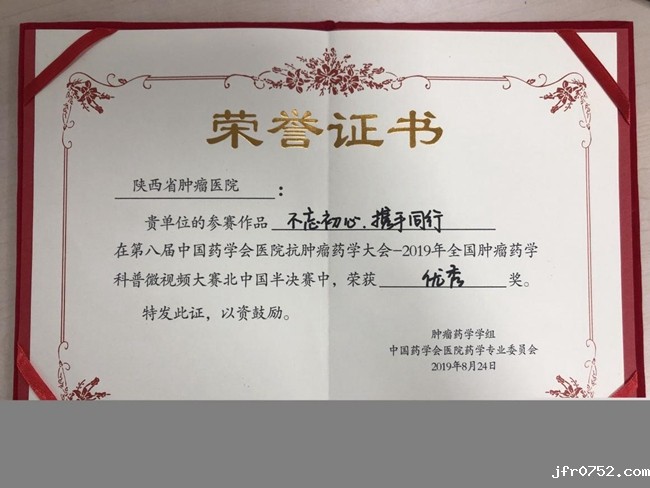 荣誉证书
陕西省肿瘤医院：
贵单位的参赛作品 不忘初心、携手同行
在第八届中国药学会医院抗肿瘤药学大会-2019年全国肿瘤药学
科普微视频大赛北中国半决赛中，荣获 优秀 奖。
特发此证，以资鼓励。
肿瘤药学学组
中国药学会医院药学专业委员会
2019年8月24日
jfr0752.com